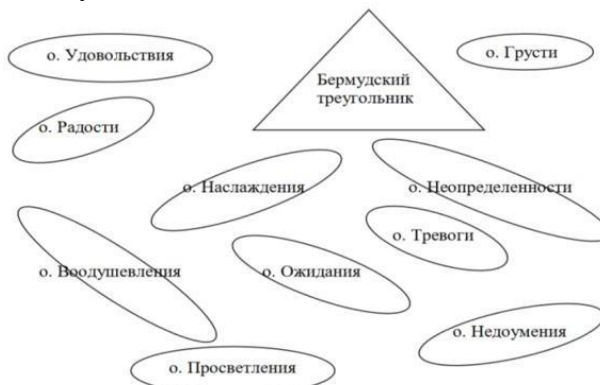 о. Удовольствия
о. Грусти
Бермудский
треугольник
о. Радости
о. Наслаждения
о. Неопределенности
о. Тревоги
о. Воодушевления
о. Ожидания
о. Недоумения
о. Просветления